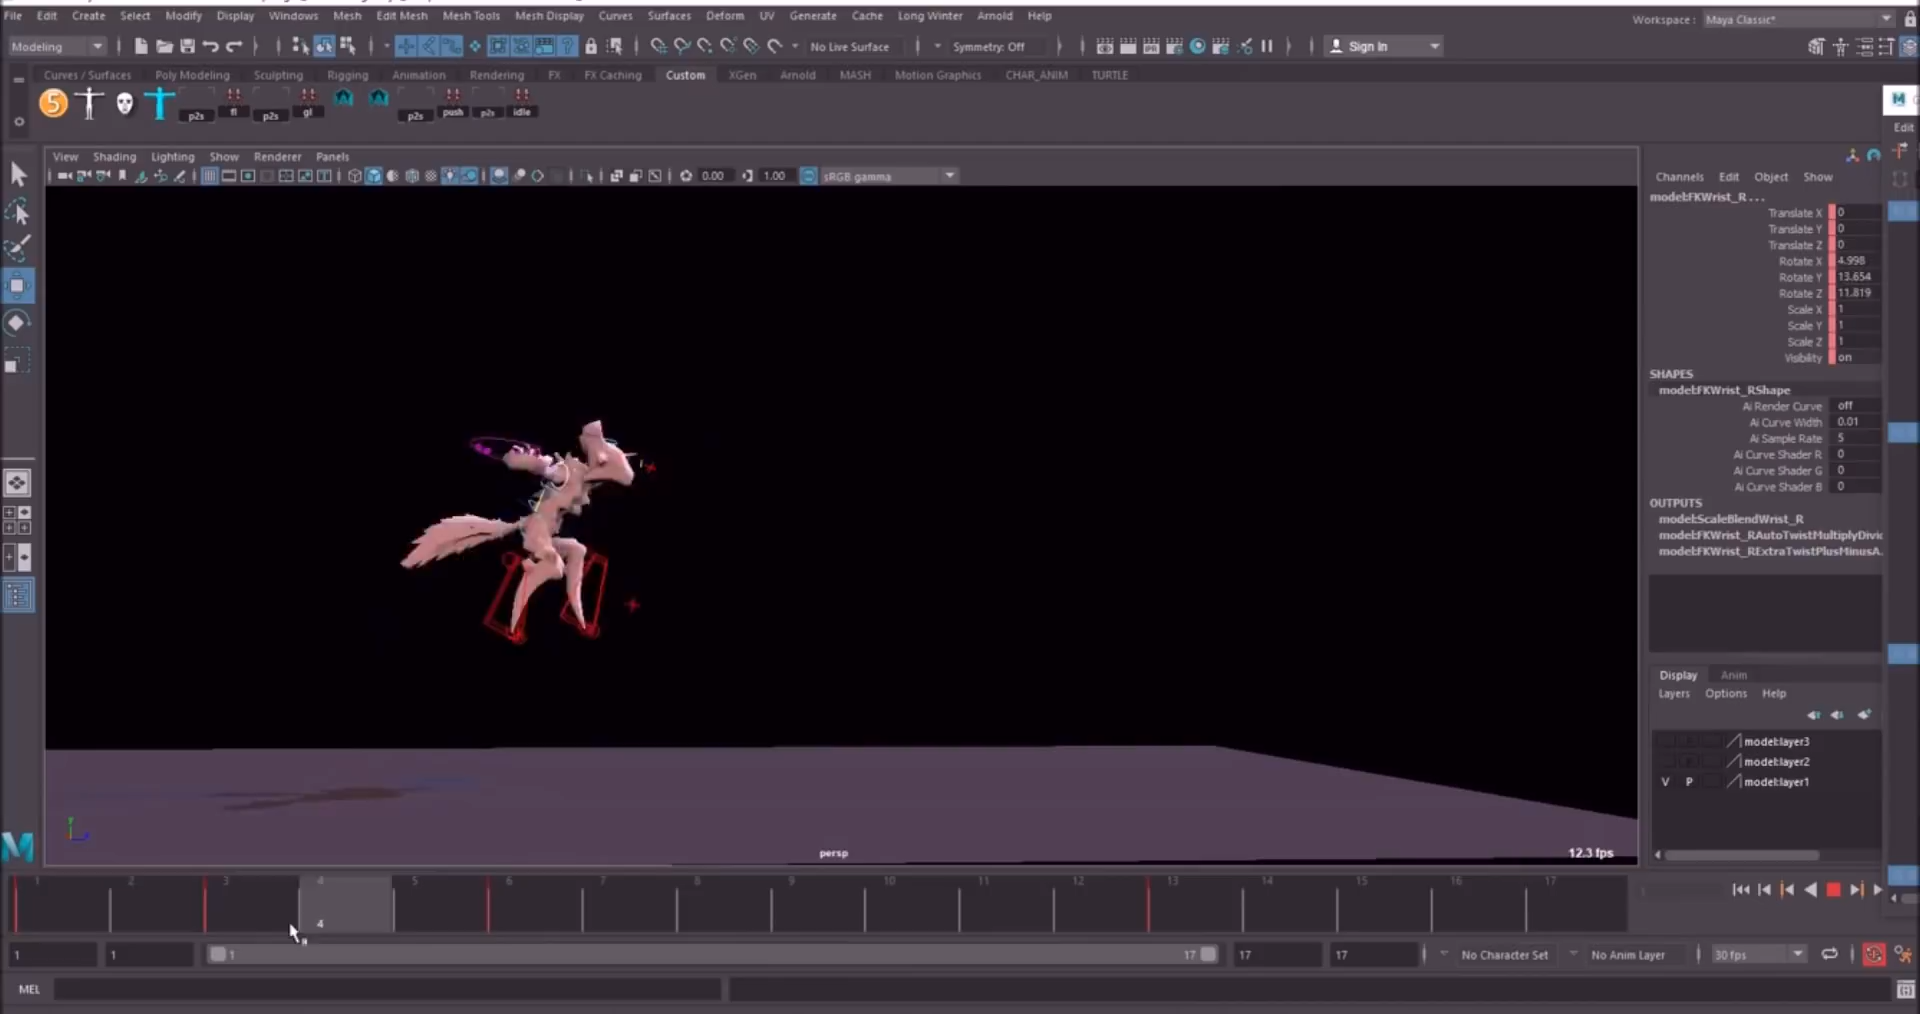 File Edit Create Select Modify Display Windows Mesh Edit Mesh Mesh Tools Mesh Display Curves Surfaces Deform UV Generate Cache Long Winter Arnold Help
Workspace : Maya Classic*
Modeling No Live Surface Symmetry: Off Sign In
Curves / Surfaces Poly Modeling Sculpting Rigging Animation Rendering FX FX Caching Custom XGen Arnold MASH Motion Graphics CHAR_ANIM TURTLE
5 p2s fl p2s gl p2s push p2s idle
Edit
View Shading Lighting Show Renderer Panels
0.00 1.00 sRGB gamma
Channels Edit Object Show
model:FKWrist_R . . .
Translate X 0
Translate Y 0
Translate Z 0
Rotate X 4.998
Rotate Y 13.654
Rotate Z 11.819
Scale X 1
Scale Y 1
Scale Z 1
Visibility on
SHAPES
model:FKWrist_RShape
Ai Render Curve off
Ai Curve Width 0.01
Ai Sample Rate 5
Ai Curve Shader R 0
Ai Curve Shader G 0
Ai Curve Shader B 0
OUTPUTS
model:ScaleBlendWrist_R
model:FKWrist_RAutoTwistMultiplyDivic
model:FKWrist_RExtraTwistPlusMinusA.
Display Anim
Layers Options Help
model:layer3
model:layer2
V P model:layer1
persp 12.3 fps
1 2 3 4 5 6 7 8 9 10 11 12 13 14 15 16 17
4
1 1 1 17 17 17 No Character Set No Anim Layer 30 fps
MEL